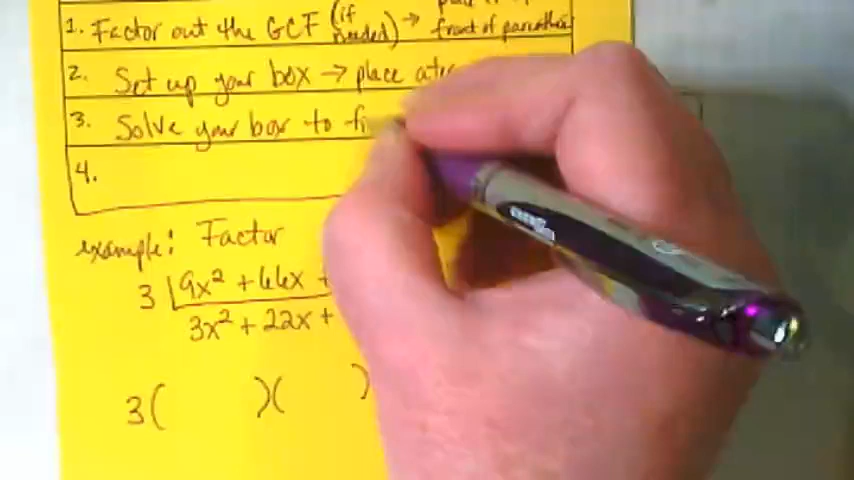 1. Factor out the GCF (if needed) → front of parenthesis
2. Set up your box → place
3. Solve your box to
4.
example: Factor
3 9x² + 66x +
3x² + 22x +
3( )( )